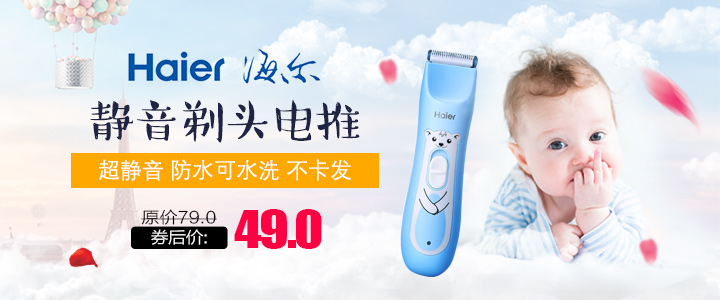 Haier 海尔
静音剃头电推
超静音 防水可水洗 不卡发
原价79.0
券后价: 49.0
Haier